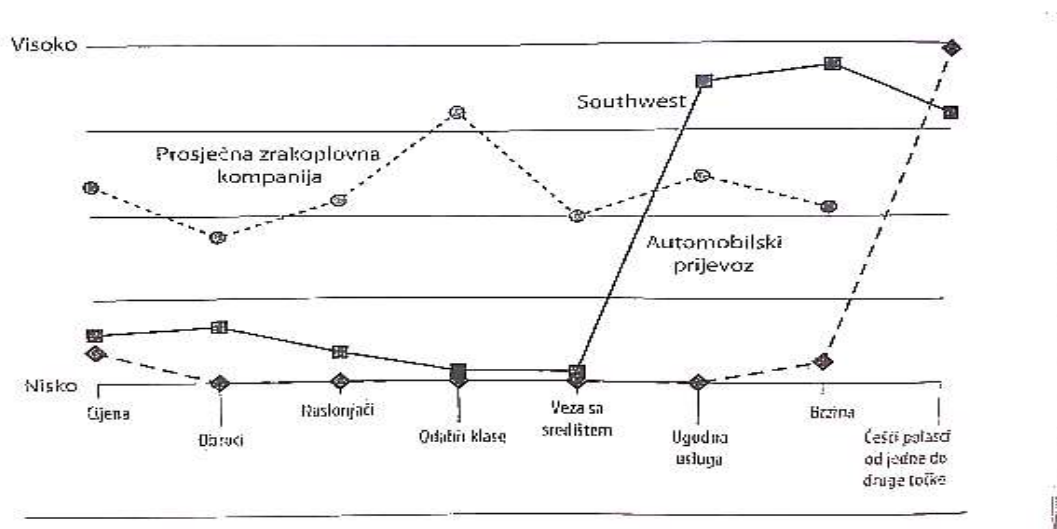 Visoko
Southwest
Prosječna zrakoplovna
kompanija
Automobilski
prijevoz
Nisko
Cijena
Obroci
Naslonjači
Odabir klase
Veza sa
središtem
Ugodna
usluga
Brzina
Češći polasci
od jedne do
druge točke